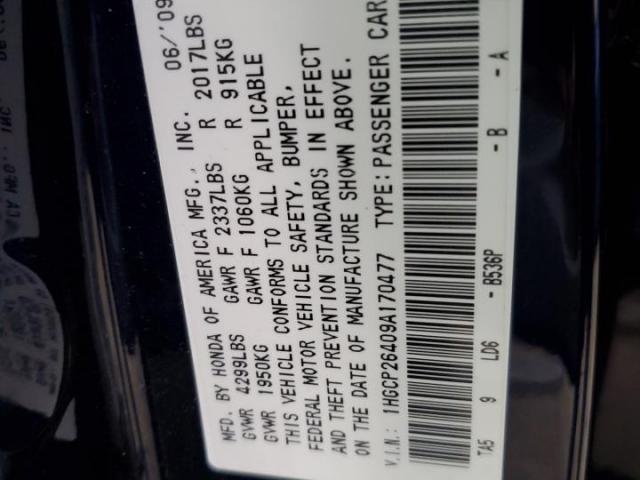 MFD. BY HONDA OF AMERICA MFG., INC. 06/'09
GVWR 4299LBS GAWR F 2337LBS R 2017LBS
GVWR 1950KG GAWR F 1060KG R 915KG
THIS VEHICLE CONFORMS TO ALL APPLICABLE
FEDERAL MOTOR VEHICLE SAFETY, BUMPER,
AND THEFT PREVENTION STANDARDS IN EFFECT
ON THE DATE OF MANUFACTURE SHOWN ABOVE.
V.I.N.: 1HGCP26409A170477 TYPE: PASSENGER CAR
TA5 9 LD6 - B536P - B - A